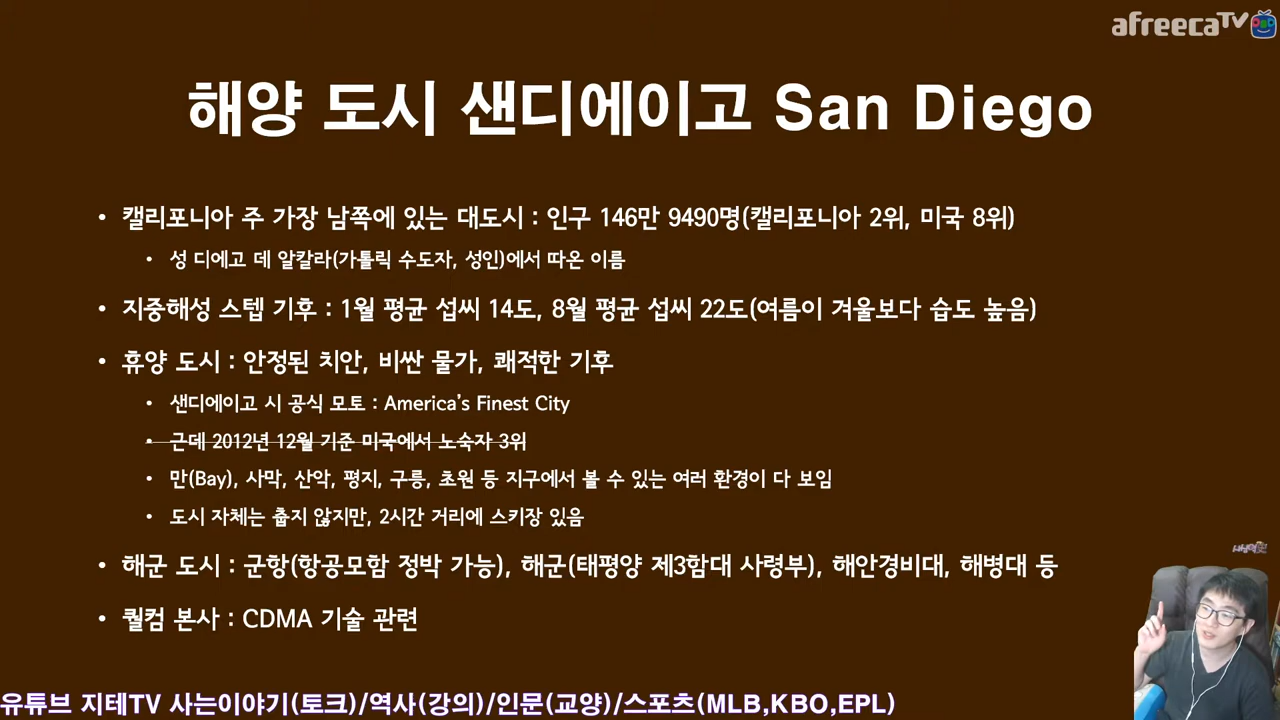 afreecaTV
해양 도시 샌디에이고 San Diego
• 캘리포니아 주 가장 남쪽에 있는 대도시 : 인구 146만 9490명(캘리포니아 2위, 미국 8위)
• 성 디에고 데 알칼라(가톨릭 수도자, 성인)에서 따온 이름
• 지중해성 스텝 기후 : 1월 평균 섭씨 14도, 8월 평균 섭씨 22도(여름이 겨울보다 습도 높음)
• 휴양 도시 : 안정된 치안, 비싼 물가, 쾌적한 기후
• 샌디에이고 시 공식 모토 : America's Finest City
• 근데 2012년 12월 기준 미국에서 노숙자 3위
• 만(Bay), 사막, 산악, 평지, 구릉, 초원 등 지구에서 볼 수 있는 여러 환경이 다 보임
• 도시 자체는 춥지 않지만, 2시간 거리에 스키장 있음
• 해군 도시 : 군항(항공모함 정박 가능), 해군(태평양 제3함대 사령부), 해안경비대, 해병대 등
• 퀄컴 본사 : CDMA 기술 관련
유튜브 지테TV 사는이야기(토크)/역사(강의)/인문(교양)/스포츠(MLB,KBO,EPL)